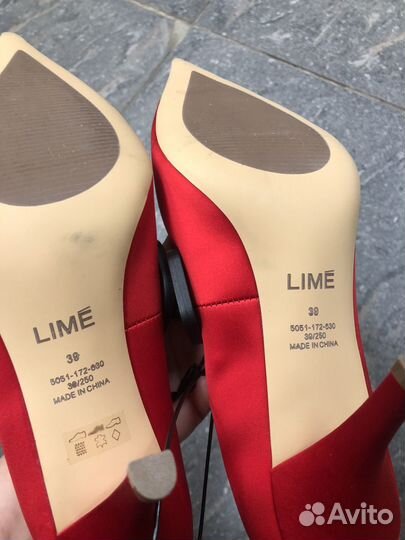 LIMÉ
39
5051-172-630
39/250
MADE IN CHINA
LIMÉ
39
5051-172-630
39/250
MADE IN CHINA
Avito